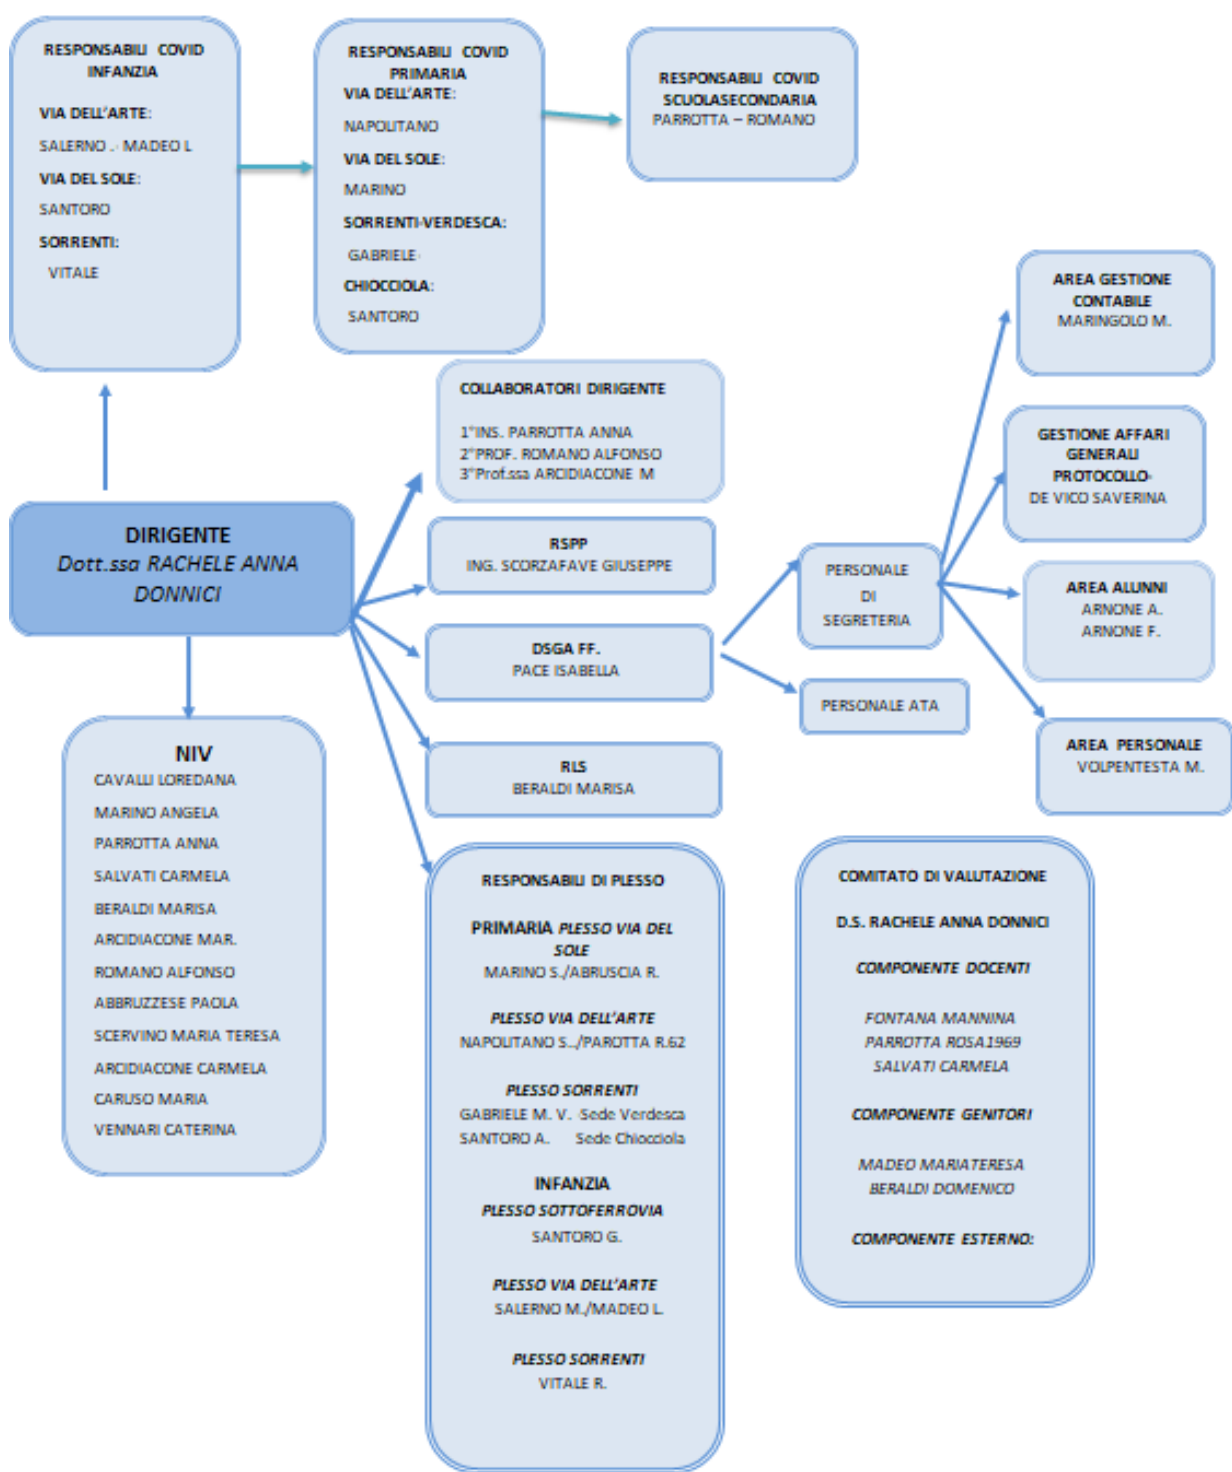 RESPONSABILI COVID
INFANZIA
VIA DELL'ARTE:
SALERNO .- MADEO L
VIA DEL SOLE:
SANTORO
SORRENTI:
VITALE
RESPONSABILI COVID
PRIMARIA
VIA DELL'ARTE:
NAPOLITANO
VIA DEL SOLE:
MARINO
SORRENTI-VERDESCA:
GABRIELE-
CHIOCCIOLA:
SANTORO
RESPONSABILI COVID
SCUOLASECONDARIA
PARROTTA – ROMANO
AREA GESTIONE
CONTABILE
MARINGOLO M.
COLLABORATORI DIRIGENTE
1°INS. PARROTTA ANNA
2°PROF. ROMANO ALFONSO
3°Prof.ssa ARCIDIACONE M
GESTIONE AFFARI
GENERALI
PROTOCOLLO-
DE VICO SAVERINA
DIRIGENTE
Dott.ssa RACHELE ANNA
DONNICI
RSPP
ING. SCORZAFAVE GIUSEPPE
PERSONALE
DI
SEGRETERIA
AREA ALUNNI
ARNONE A.
ARNONE F.
DSGA FF.
PACE ISABELLA
PERSONALE ATA
AREA PERSONALE
VOLPENTESTA M.
RLS
BERALDI MARISA
NIV
CAVALLI LOREDANA
MARINO ANGELA
PARROTTA ANNA
SALVATI CARMELA
BERALDI MARISA
ARCIDIACONE MAR.
ROMANO ALFONSO
ABBRUZZESE PAOLA
SCERVINO MARIA TERESA
ARCIDIACONE CARMELA
CARUSO MARIA
VENNARI CATERINA
RESPONSABILI DI PLESSO
PRIMARIA PLESSO VIA DEL
SOLE
MARINO S./ABRUSCIA R.
PLESSO VIA DELL'ARTE
NAPOLITANO S../PAROTTA R.62
PLESSO SORRENTI
GABRIELE M. V. Sede Verdesca
SANTORO A. Sede Chiocciola
INFANZIA
PLESSO SOTTOFERROVIA
SANTORO G.
PLESSO VIA DELL'ARTE
SALERNO M./MADEO L.
PLESSO SORRENTI
VITALE R.
COMITATO DI VALUTAZIONE
D.S. RACHELE ANNA DONNICI
COMPONENTE DOCENTI
FONTANA MANNINA
PARROTTA ROSA1969
SALVATI CARMELA
COMPONENTE GENITORI
MADEO MARIATERESA
BERALDI DOMENICO
COMPONENTE ESTERNO: